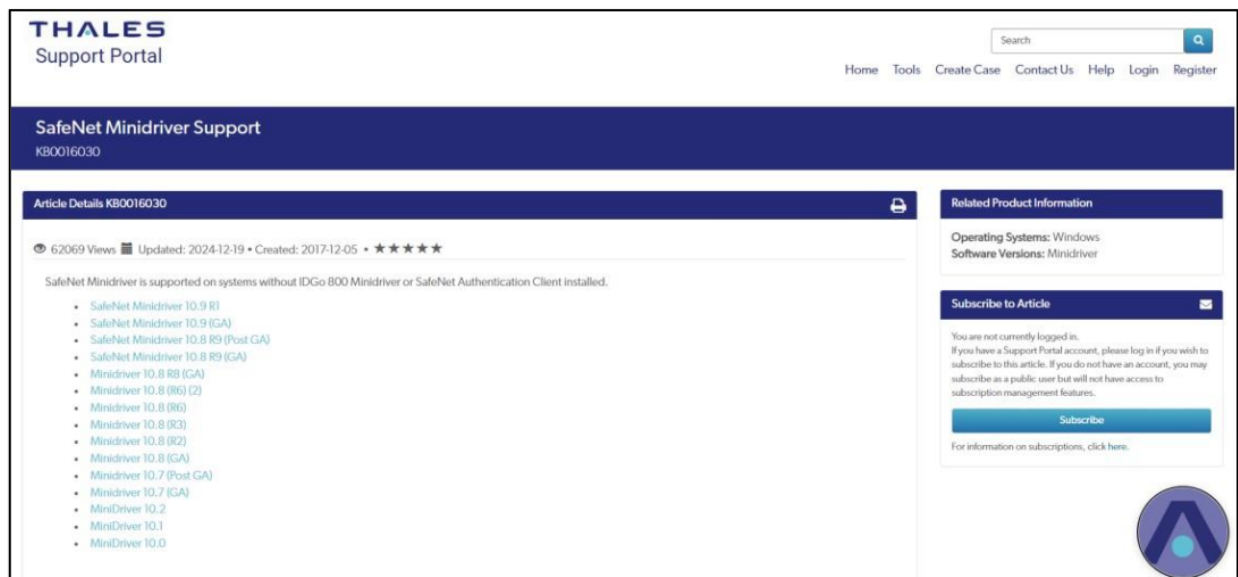 THALES
Support Portal
Search
Home Tools Create Case Contact Us Help Login Register
SafeNet Minidriver Support
KB0016030
Article Details KB0016030
62069 Views Updated: 2024-12-19 • Created: 2017-12-05 • ★★★★★
SafeNet Minidriver is supported on systems without IDGo 800 Minidriver or SafeNet Authentication Client installed.
• SafeNet Minidriver 10.9 R1
• SafeNet Minidriver 10.9 (GA)
• SafeNet Minidriver 10.8 R9 (Post GA)
• SafeNet Minidriver 10.8 R9 (GA)
• Minidriver 10.8 R8 (GA)
• Minidriver 10.8 (R6) (2)
• Minidriver 10.8 (R6)
• Minidriver 10.8 (R3)
• Minidriver 10.8 (R2)
• Minidriver 10.8 (GA)
• Minidriver 10.7 (Post GA)
• Minidriver 10.7 (GA)
• MiniDriver 10.2
• MiniDriver 10.1
• MiniDriver 10.0
Related Product Information
Operating Systems: Windows
Software Versions: Minidriver
Subscribe to Article
You are not currently logged in.
If you have a Support Portal account, please log in if you wish to
subscribe to this article. If you do not have an account, you may
subscribe as a public user but will not have access to
subscription management features.
Subscribe
For information on subscriptions, click here.